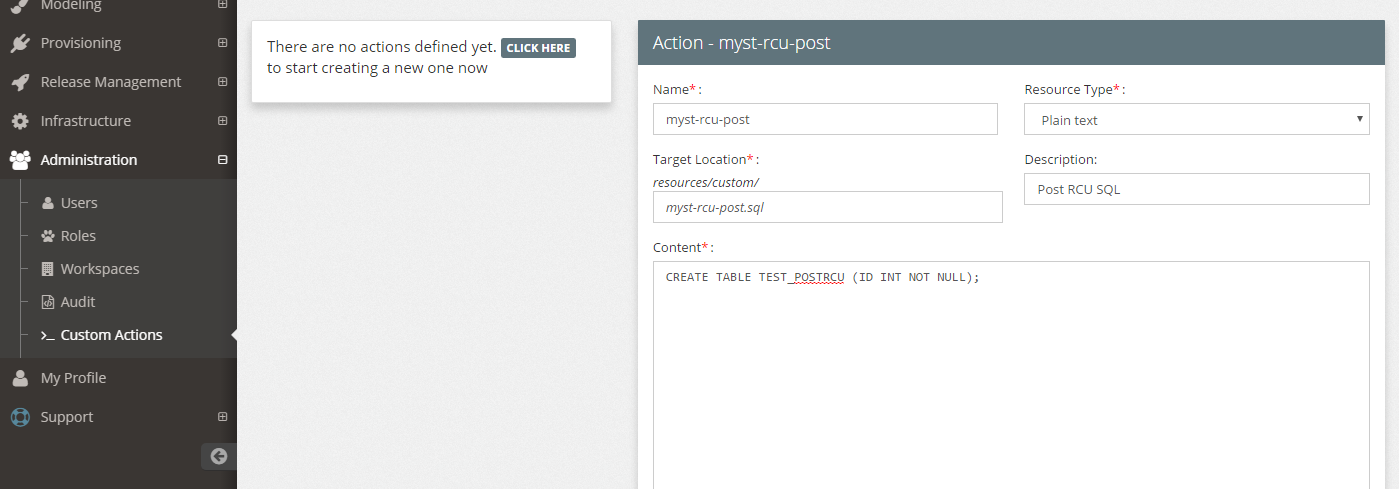 Modeling
Provisioning
Release Management
Infrastructure
Administration
Users
Roles
Workspaces
Audit
Custom Actions
My Profile
Support
There are no actions defined yet. CLICK HERE
to start creating a new one now
Action - myst-rcu-post
Name*:
myst-rcu-post
Resource Type*:
Plain text
Target Location*:
resources/custom/
myst-rcu-post.sql
Description:
Post RCU SQL
Content*:
CREATE TABLE TEST_POSTRCU (ID INT NOT NULL);